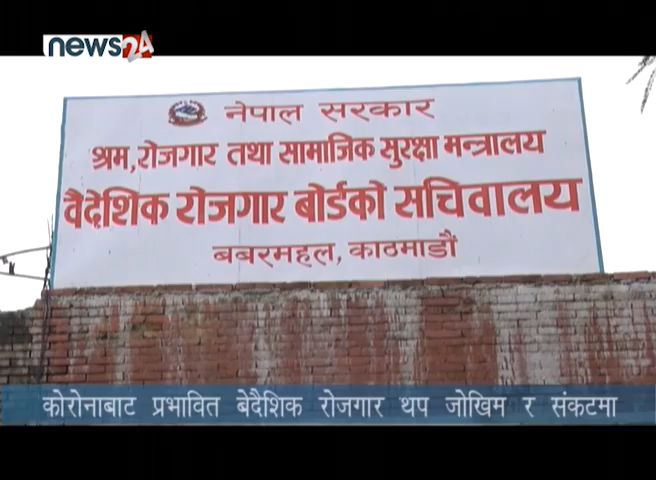 news24
नेपाल सरकार
श्रम,रोजगार तथा सामाजिक सुरक्षा मन्त्रालय
वैदेशिक रोजगार बोर्डको सचिवालय
बबरमहल, काठमाडौं
कोरोनाबाट प्रभावित बेदैशिक रोजगार थप जोखिम र संकटमा